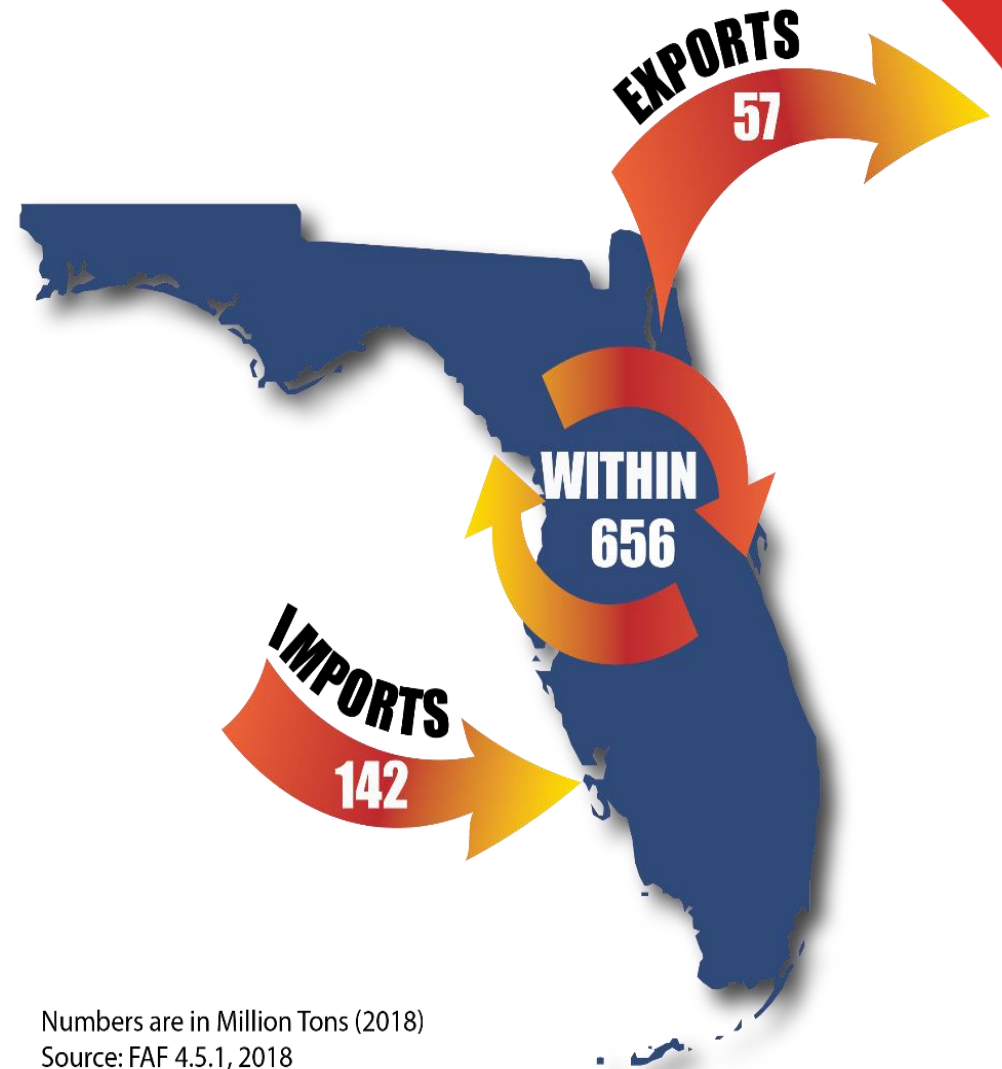 EXPORTS
57
WITHIN
656
IMPORTS
142
Numbers are in Million Tons (2018)
Source: FAF 4.5.1, 2018